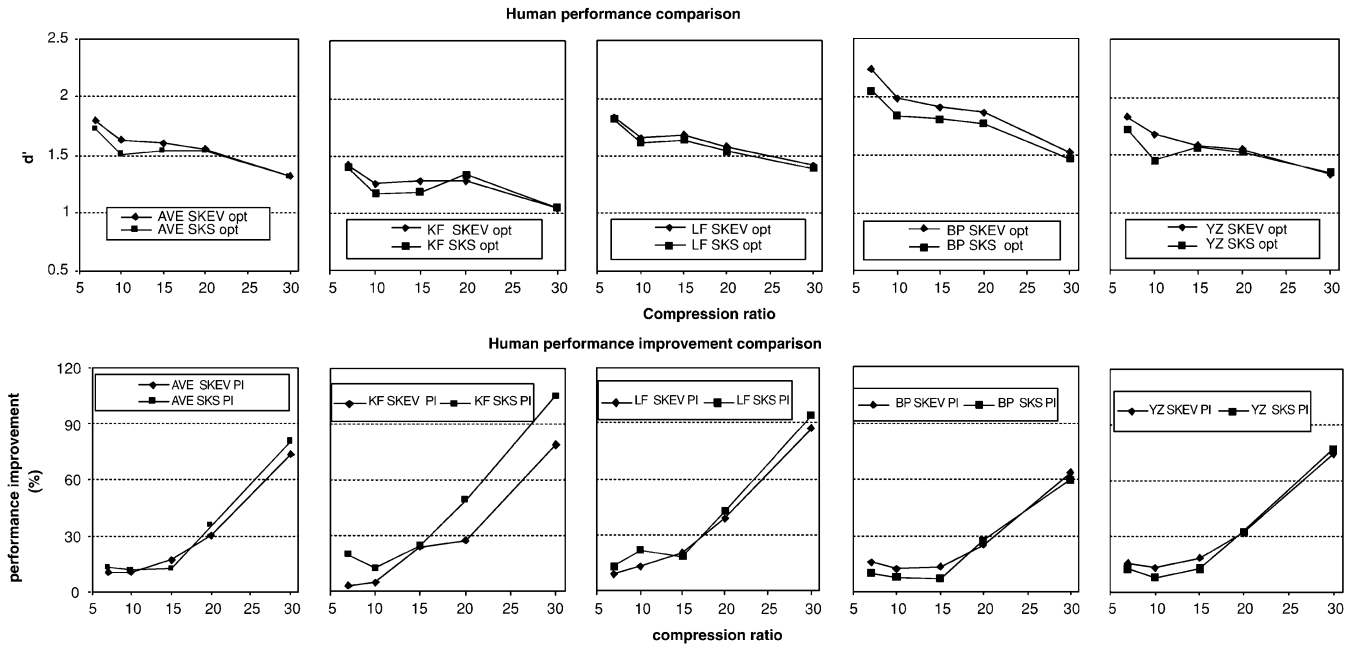 Human performance comparison
2.5
2
1.5
1
0.5
d'
AVE SKEV opt
AVE SKS opt
KF SKEV opt
KF SKS opt
LF SKEV opt
LF SKS opt
BP SKEV opt
BP SKS opt
YZ SKEV opt
YZ SKS opt
5 10 15 20 25 30
5 10 15 20 25 30
5 10 15 20 25 30
5 10 15 20 25 30
5 10 15 20 25 30
Compression ratio
Human performance improvement comparison
120
90
60
30
0
performance improvement
(%)
AVE SKEV PI
AVE SKS PI
KF SKEV PI KF SKS PI
LF SKEV PI LF SKS PI
BP SKEV PI BP SKS PI
YZ SKEV PI YZ SKS PI
5 10 15 20 25 30
5 10 15 20 25 30
5 10 15 20 25 30
5 10 15 20 25 30
5 10 15 20 25 30
compression ratio